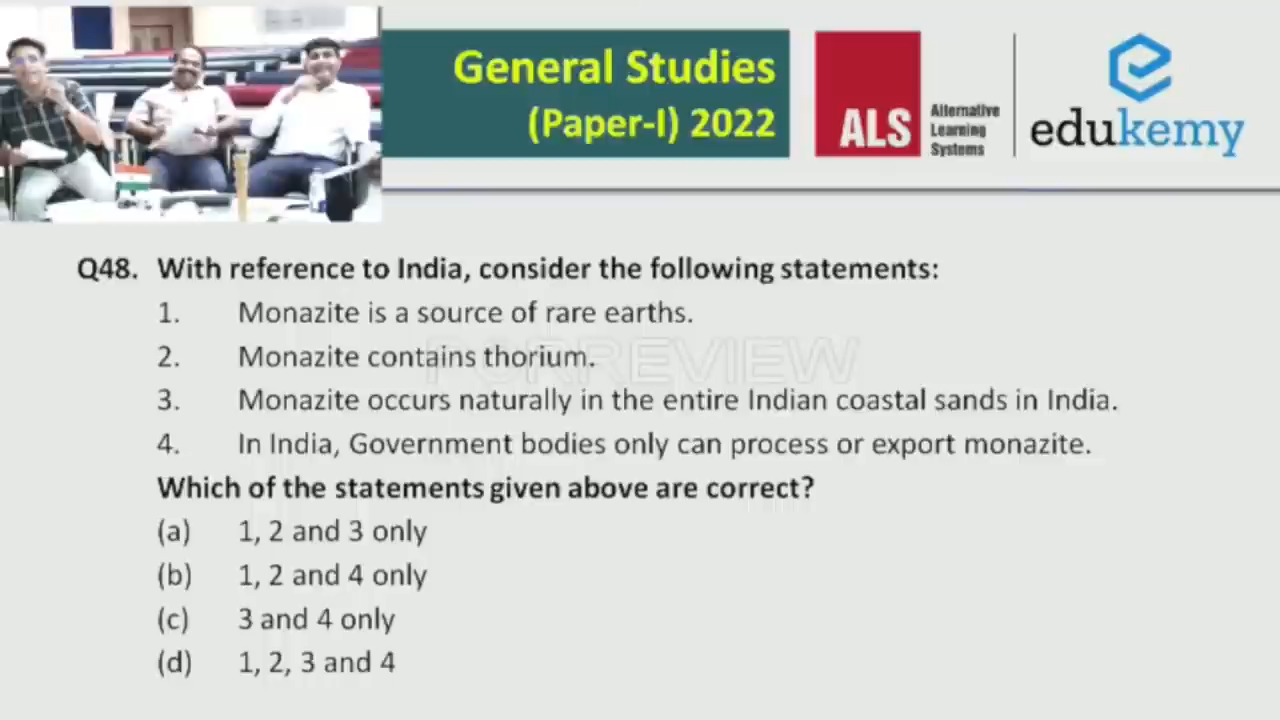 General Studies
(Paper-I) 2022
ALS
Alternative
Learning
Systems
edukemy
Q48. With reference to India, consider the following statements:
1. Monazite is a source of rare earths.
2. Monazite contains thorium.
3. Monazite occurs naturally in the entire Indian coastal sands in India.
4. In India, Government bodies only can process or export monazite.
Which of the statements given above are correct?
(a) 1, 2 and 3 only
(b) 1, 2 and 4 only
(c) 3 and 4 only
(d) 1, 2, 3 and 4